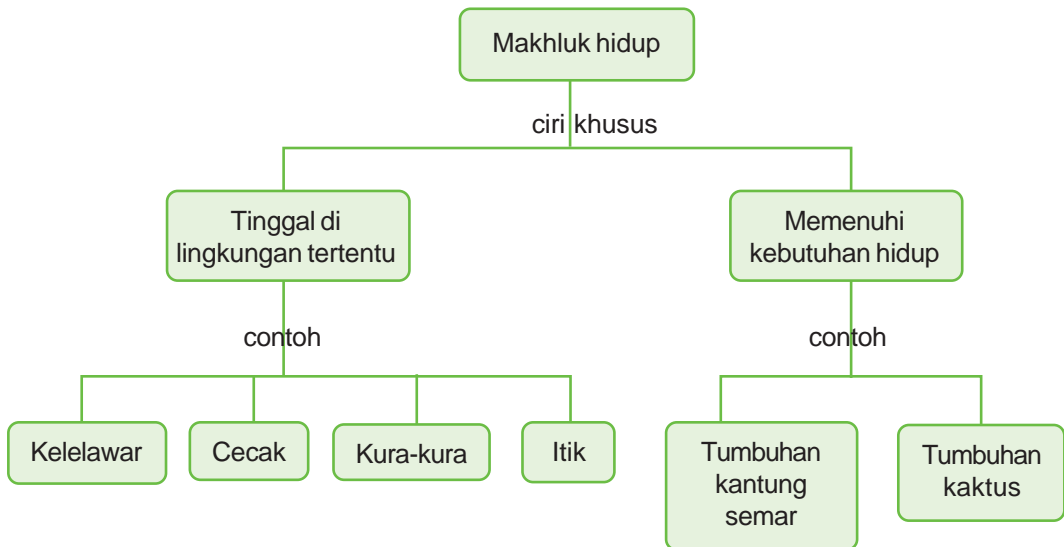 Makhluk hidup
ciri khusus
Tinggal di
lingkungan tertentu
Memenuhi
kebutuhan hidup
contoh
contoh
Kelelawar
Cecak
Kura-kura
Itik
Tumbuhan
kantung
semar
Tumbuhan
kaktus